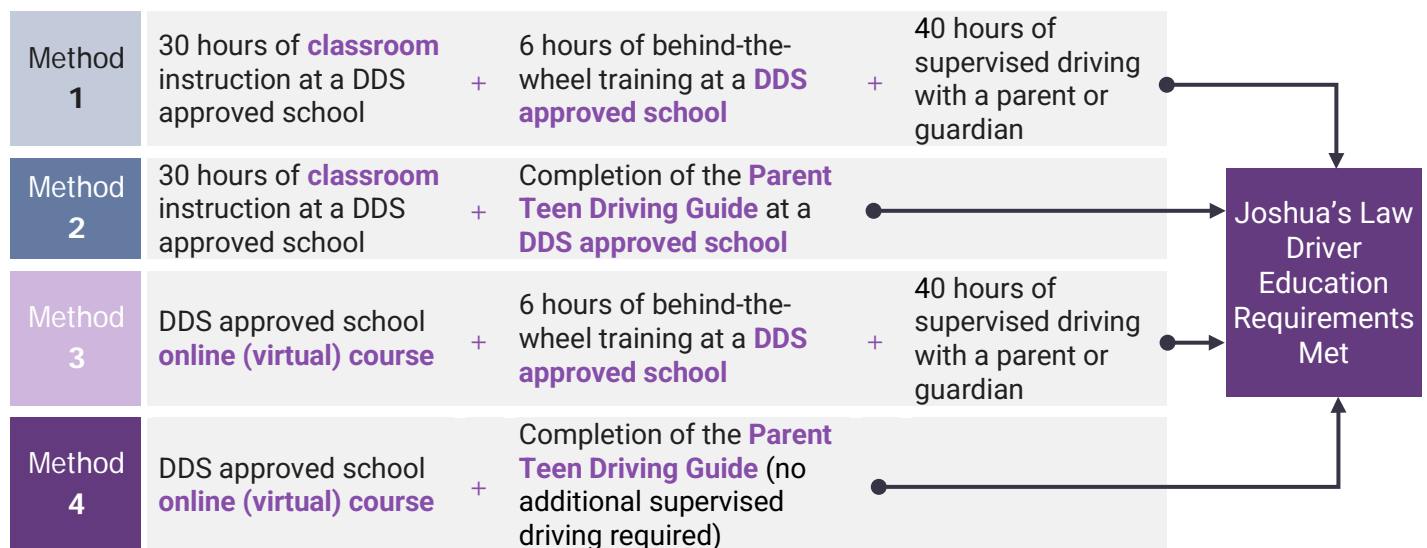 Method
1
30 hours of classroom
instruction at a DDS
approved school
+
6 hours of behind-the-
wheel training at a DDS
approved school
+
40 hours of
supervised driving
with a parent or
guardian
Method
2
30 hours of classroom
instruction at a DDS
approved school
+
Completion of the Parent
Teen Driving Guide at a
DDS approved school
Method
3
DDS approved school
online (virtual) course
+
6 hours of behind-the-
wheel training at a DDS
approved school
+
40 hours of
supervised driving
with a parent or
guardian
Method
4
DDS approved school
online (virtual) course
+
Completion of the Parent
Teen Driving Guide (no
additional supervised
driving required)
Joshua’s Law
Driver
Education
Requirements
Met